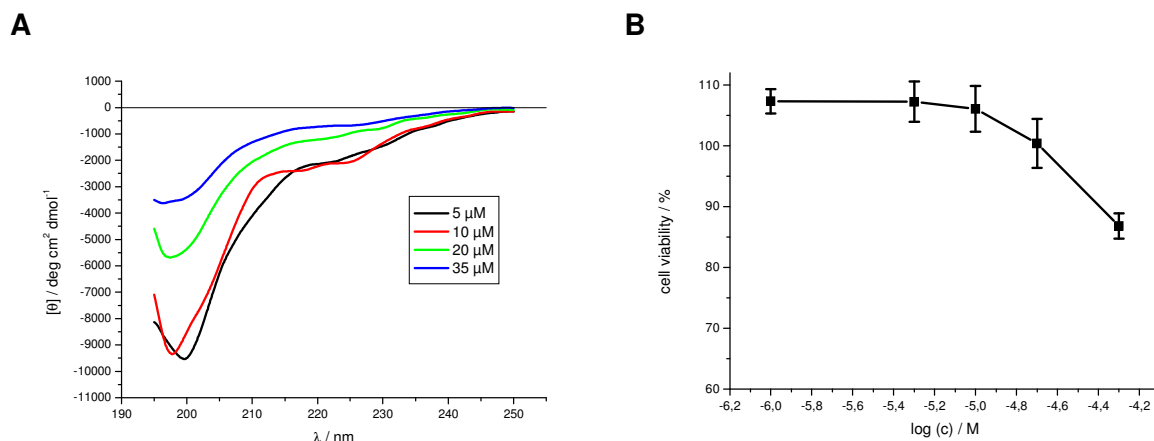 A
1000
0
-1000
-2000
-3000
-4000
-5000
-6000
-7000
-8000
-9000
-10000
-11000
190 200 210 220 230 240 250
[θ] / deg cm² dmol⁻¹
λ / nm
5 µM
10 µM
20 µM
35 µM
B
110
100
90
80
70
60
-6,2 -6,0 -5,8 -5,6 -5,4 -5,2 -5,0 -4,8 -4,6 -4,4 -4,2
cell viability / %
log (c) / M